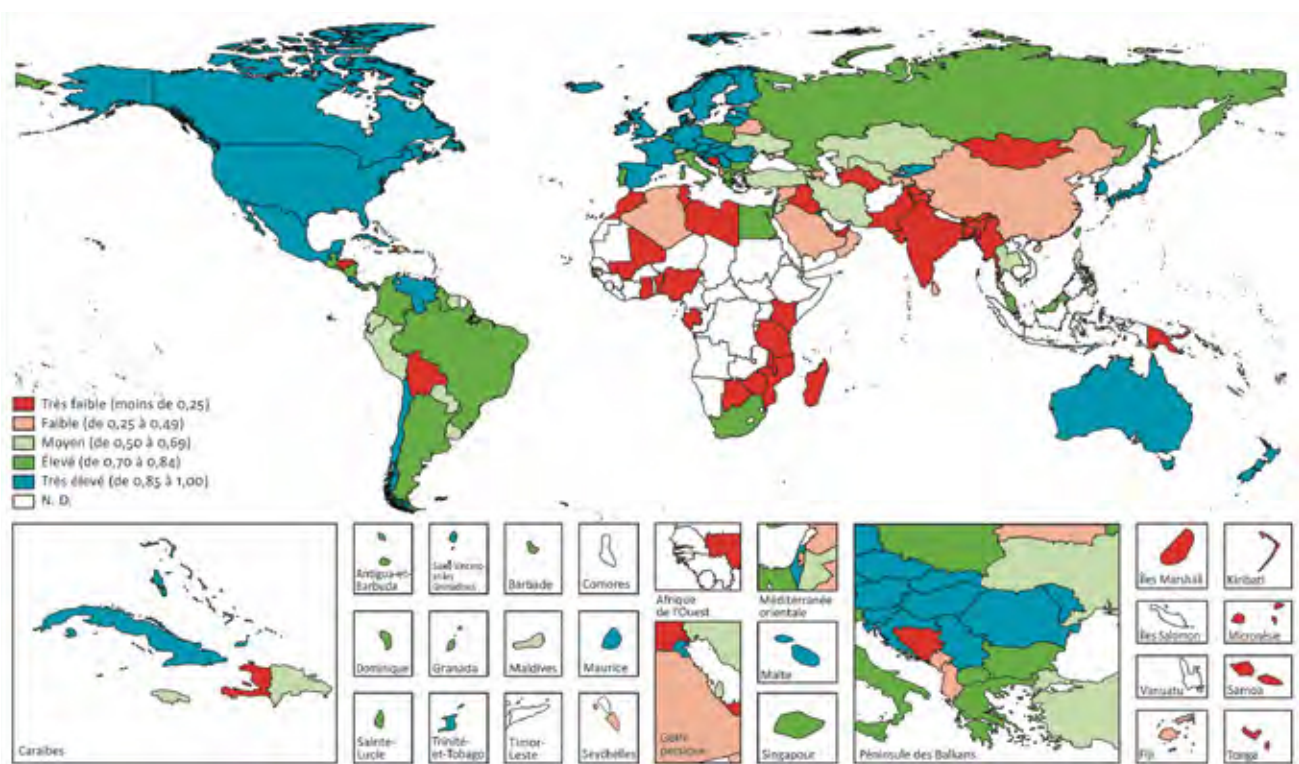 Très faible (moins de 0,25)
Faible (de 0,25 à 0,49)
Moyen (de 0,50 à 0,69)
Élevé (de 0,70 à 0,84)
Très élevé (de 0,85 à 1,00)
N. D.
Caraïbes
Antigua-et-
Barbuda
Barbade
Comores
Dominique
Granada
Maldives
Maurice
Sainte-
Lucie
Trinité-
et-Tobago
Timor-
Leste
Seychelles
Afrique
de l'Ouest
Méditerranée
orientale
Golfe
persique
Malte
Singapour
Péninsule des Balkans
Îles Marshall
Kiribati
Îles Salomon
Micronésie
Vanuatu
Samoa
Fiji
Tonga